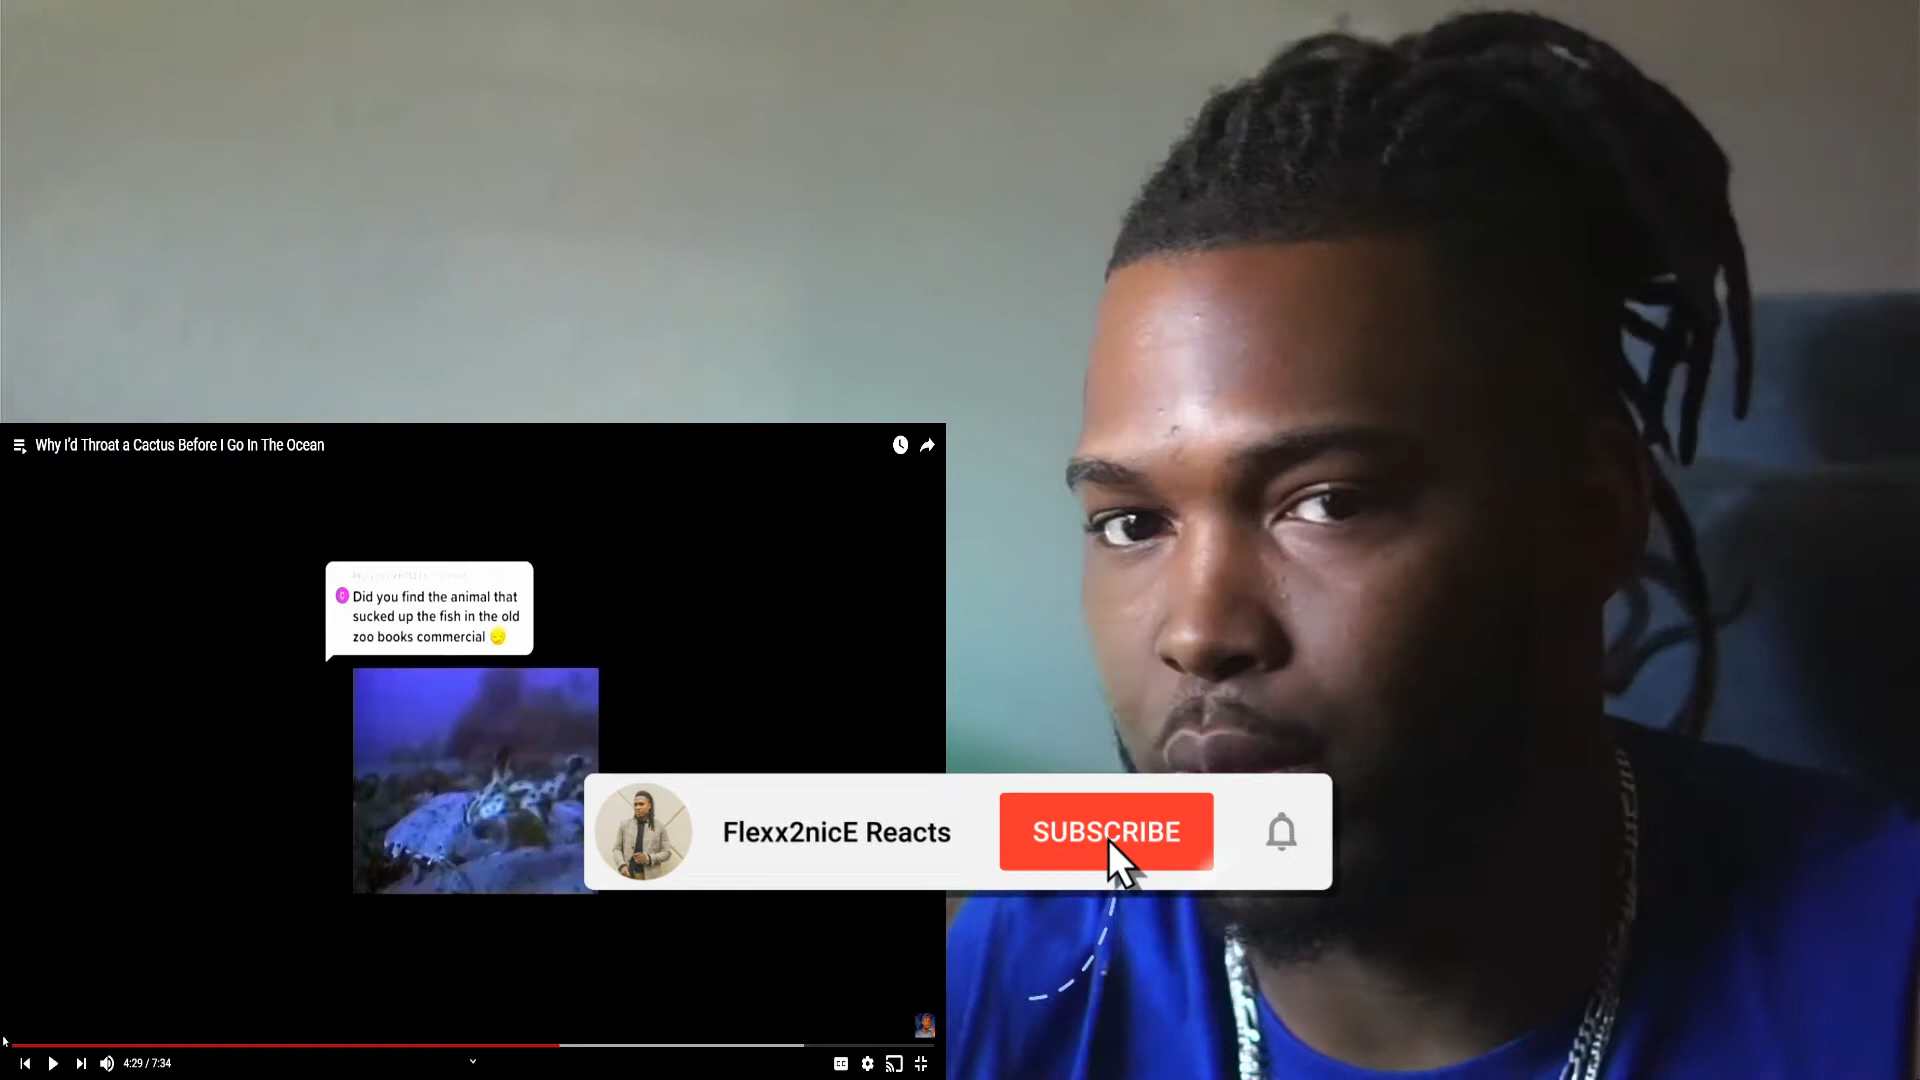 Why I'd Throat a Cactus Before I Go In The Ocean
C
Did you find the animal that
sucked up the fish in the old
zoo books commercial 😏
Flexx2nicE Reacts
SUBSCRIBE
4:29 / 7:34
CC